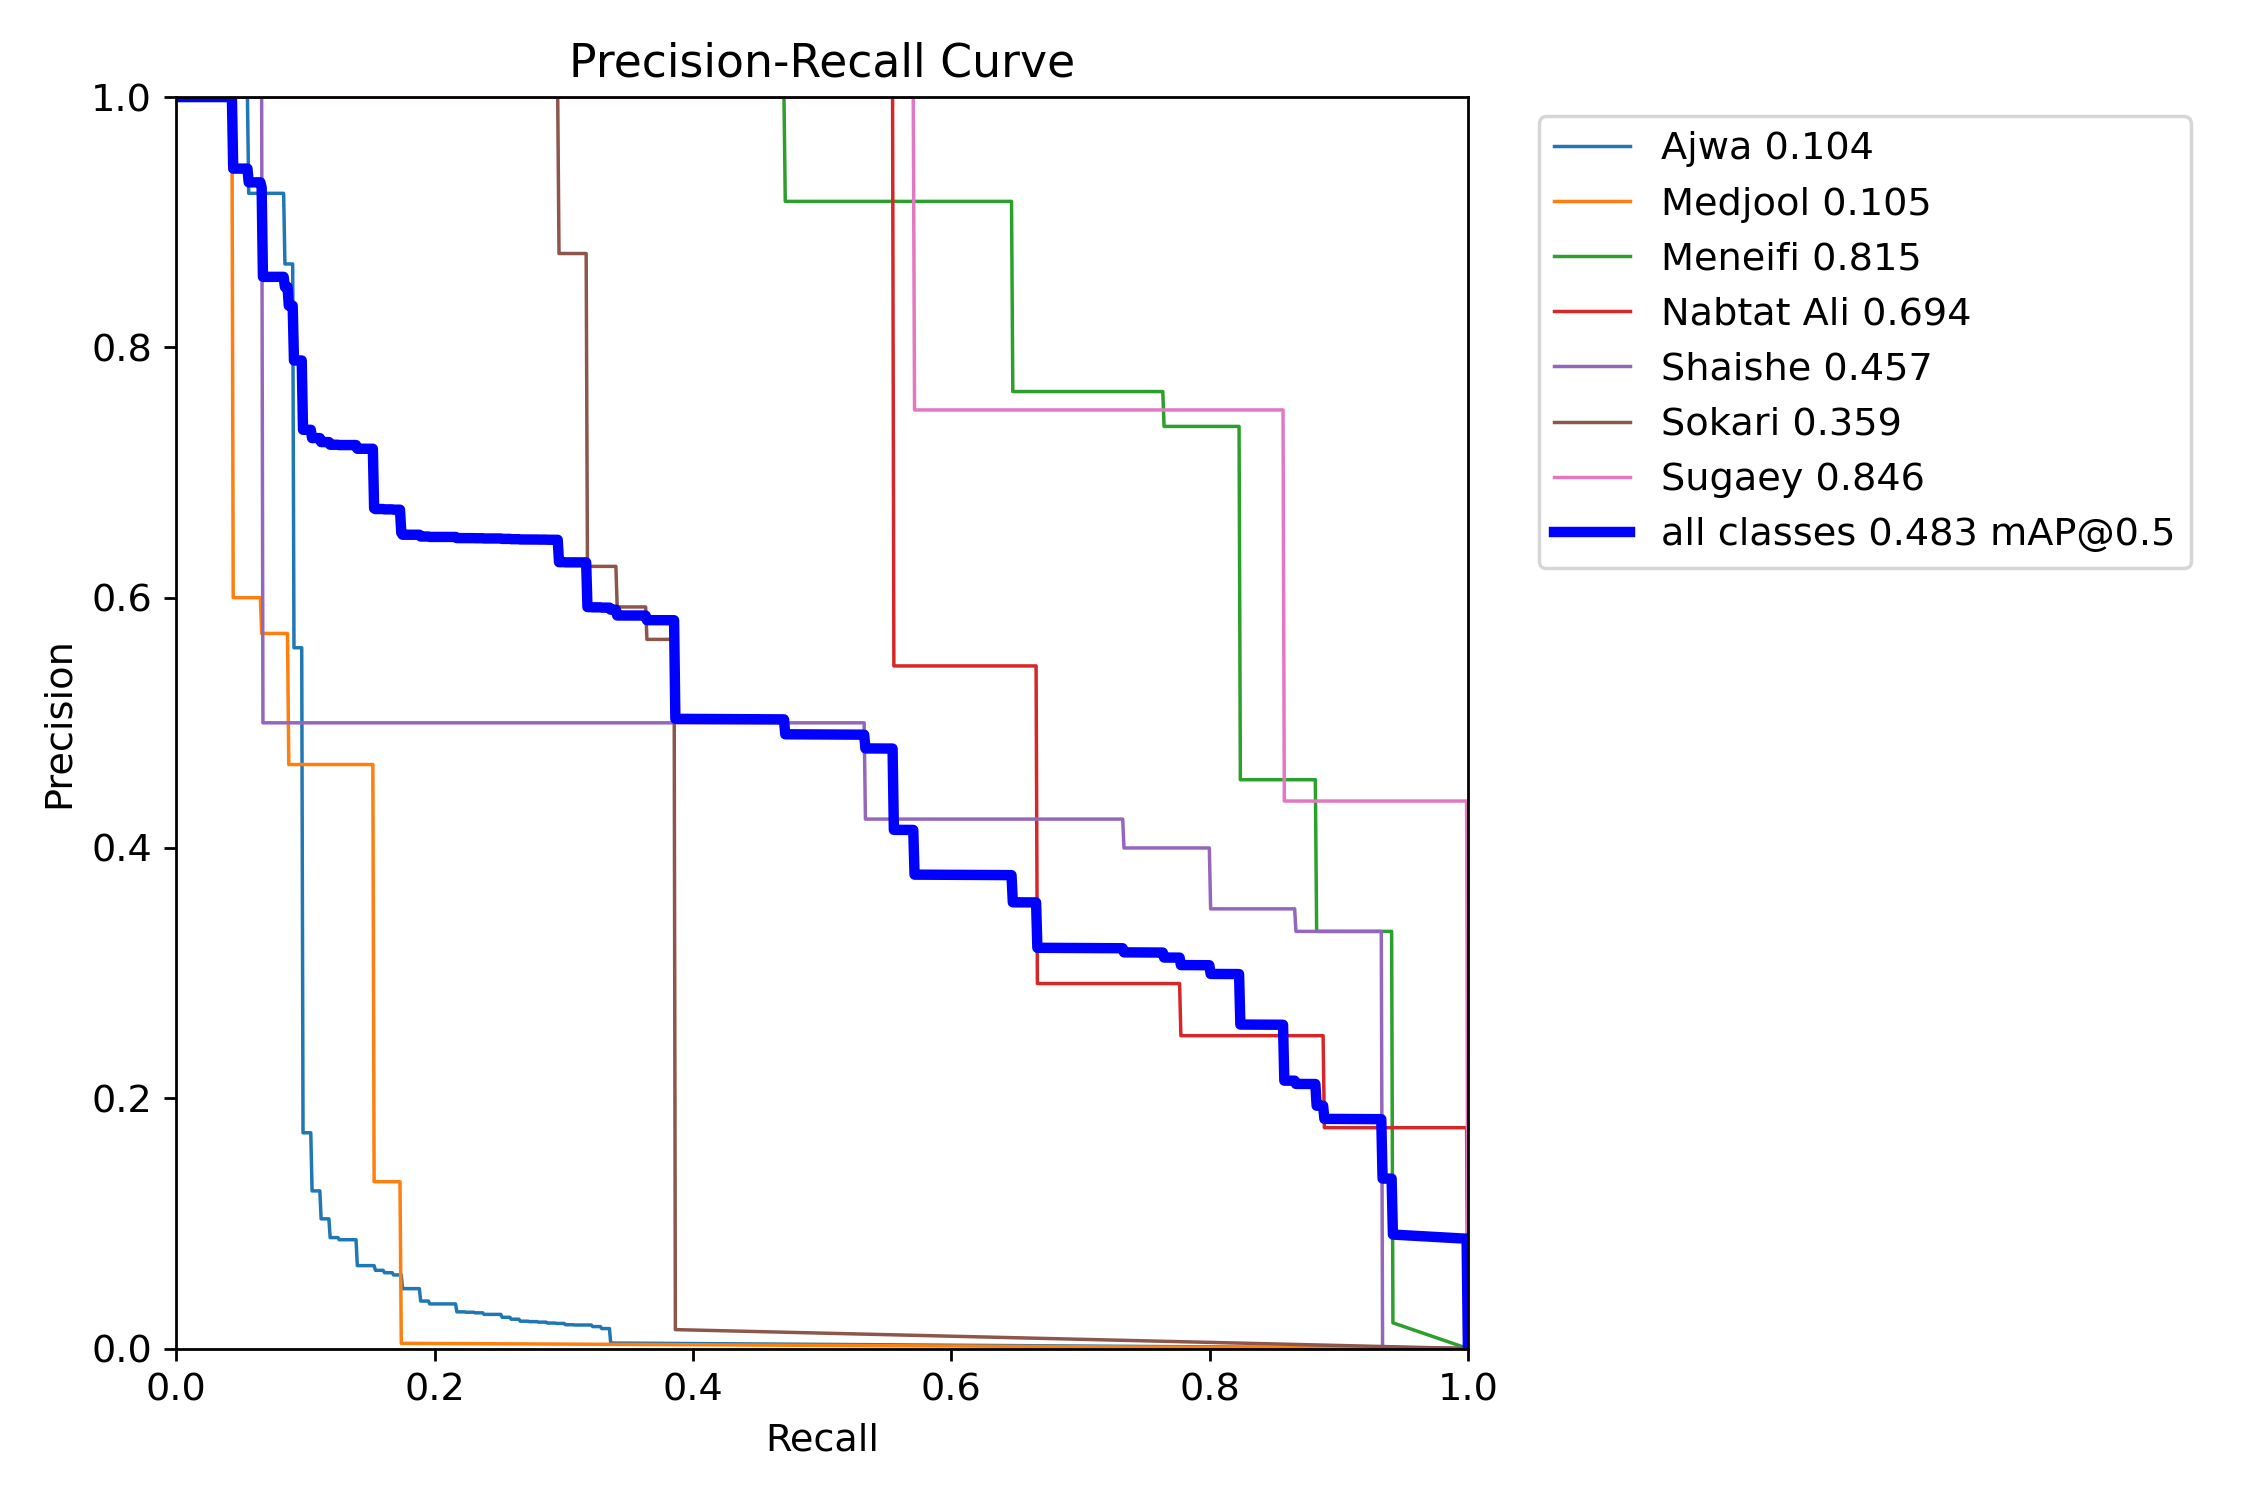 Precision-Recall Curve
1.0
0.8
0.6
0.4
0.2
0.0
Precision
0.0 0.2 0.4 0.6 0.8 1.0
Recall
Ajwa 0.104
Medjool 0.105
Meneifi 0.815
Nabtat Ali 0.694
Shaishe 0.457
Sokari 0.359
Sugaey 0.846
all classes 0.483 mAP@0.5